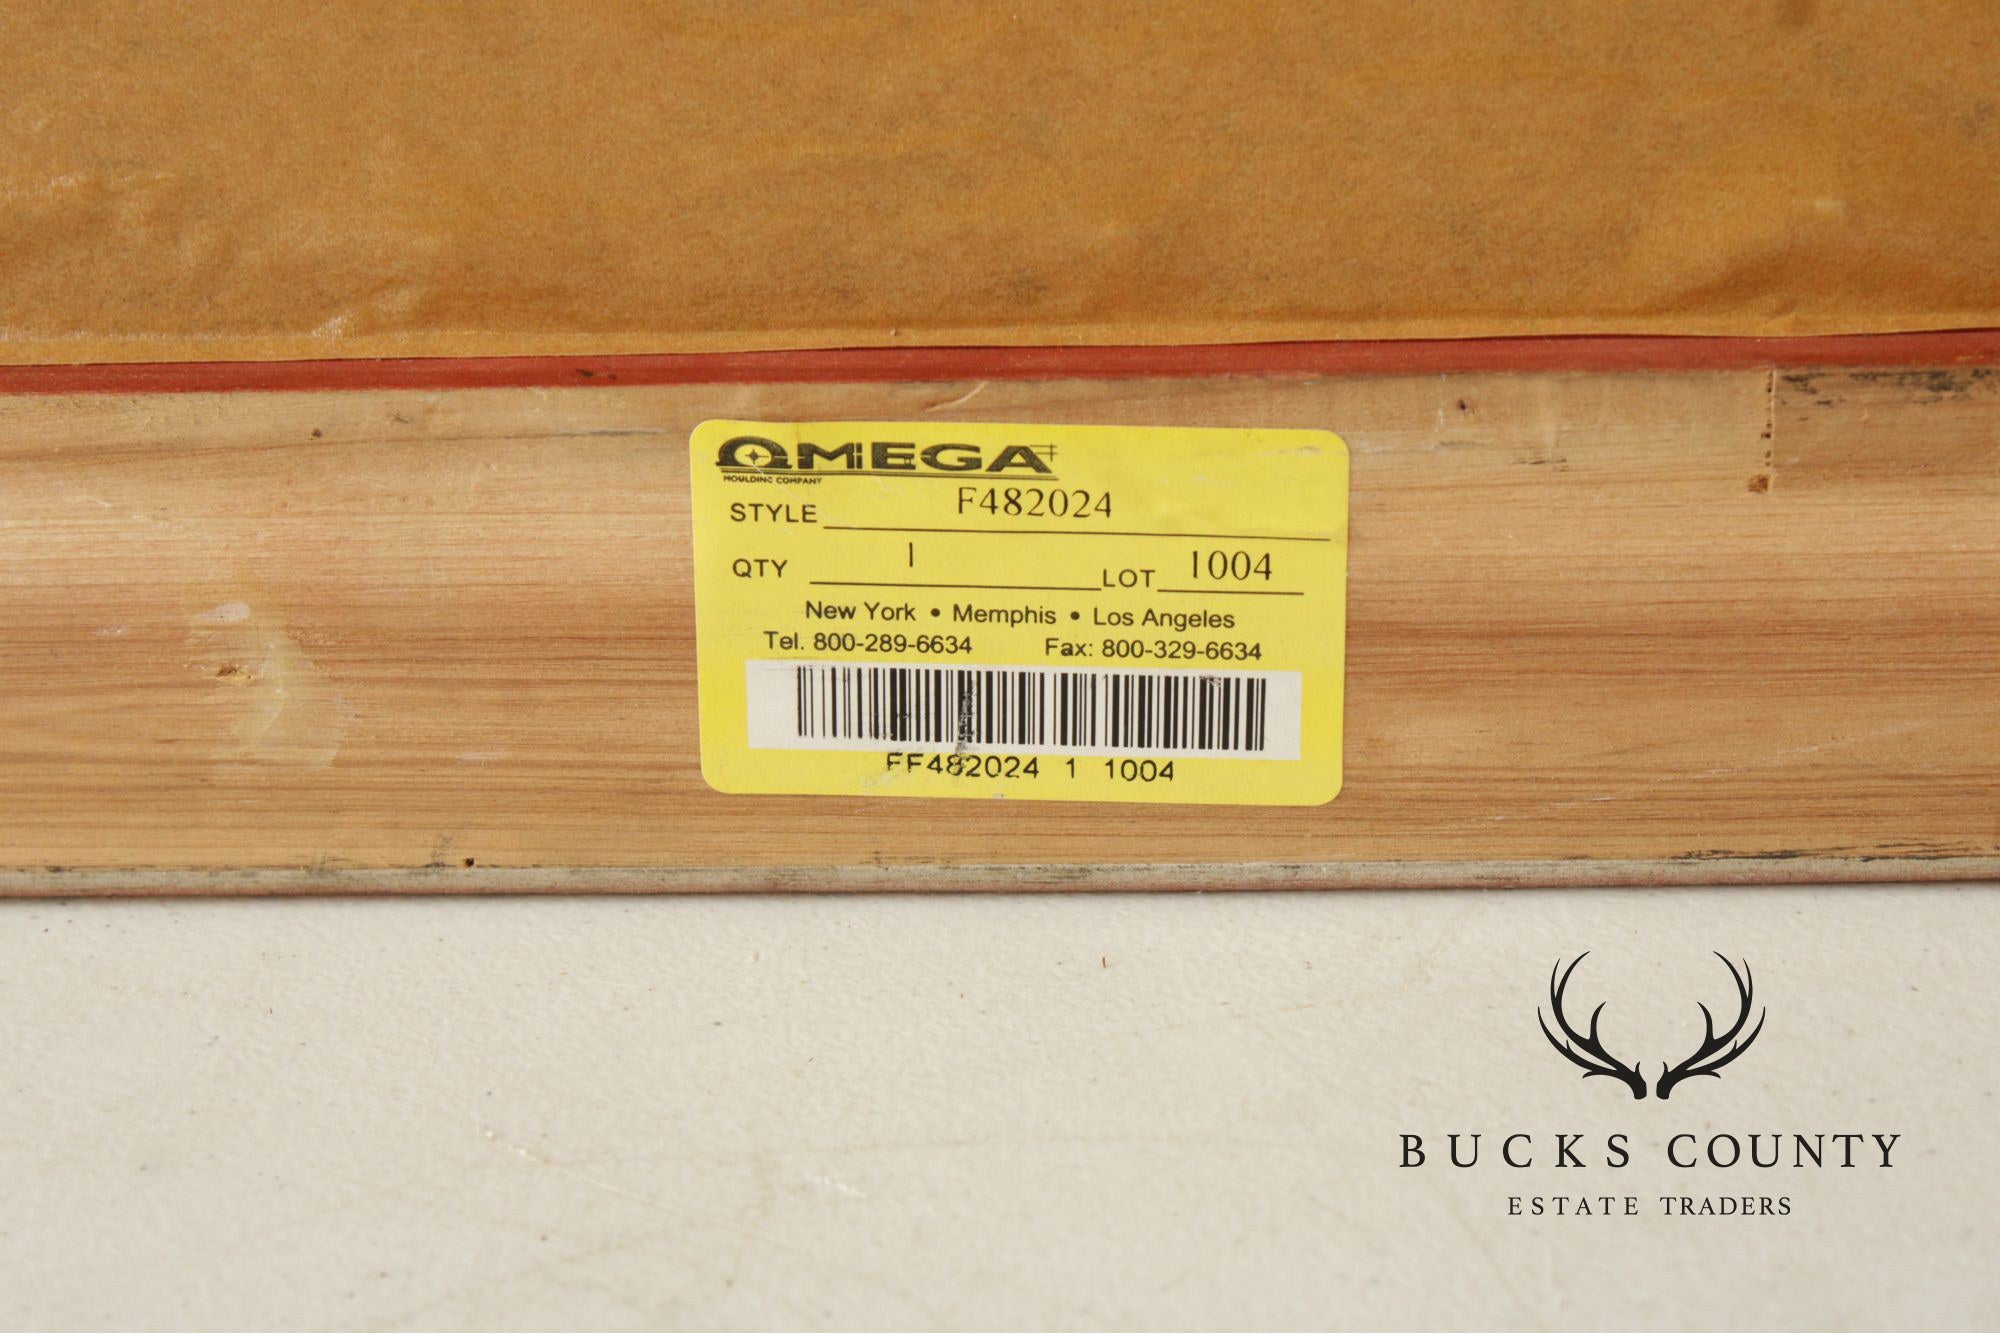 OMEGA
MOULDING COMPANY
STYLE F482024
QTY 1 LOT 1004
New York • Memphis • Los Angeles
Tel. 800-289-6634 Fax: 800-329-6634
FF482024 1 1004
BUCKS COUNTY
ESTATE TRADERS